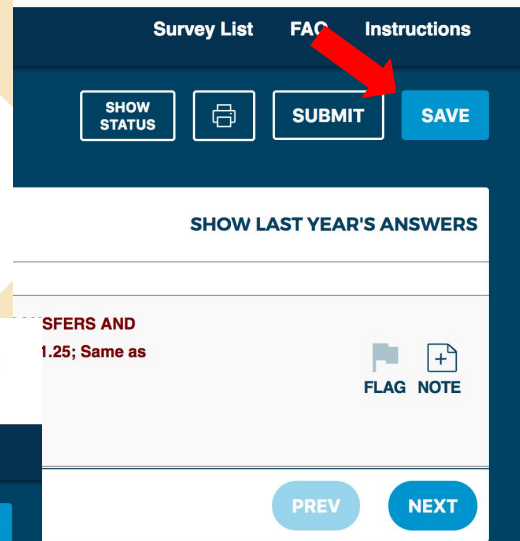 Survey List FAQ Instructions
SHOW
STATUS
SUBMIT SAVE
SHOW LAST YEAR'S ANSWERS
SFERS AND
1.25; Same as
FLAG NOTE
PREV NEXT